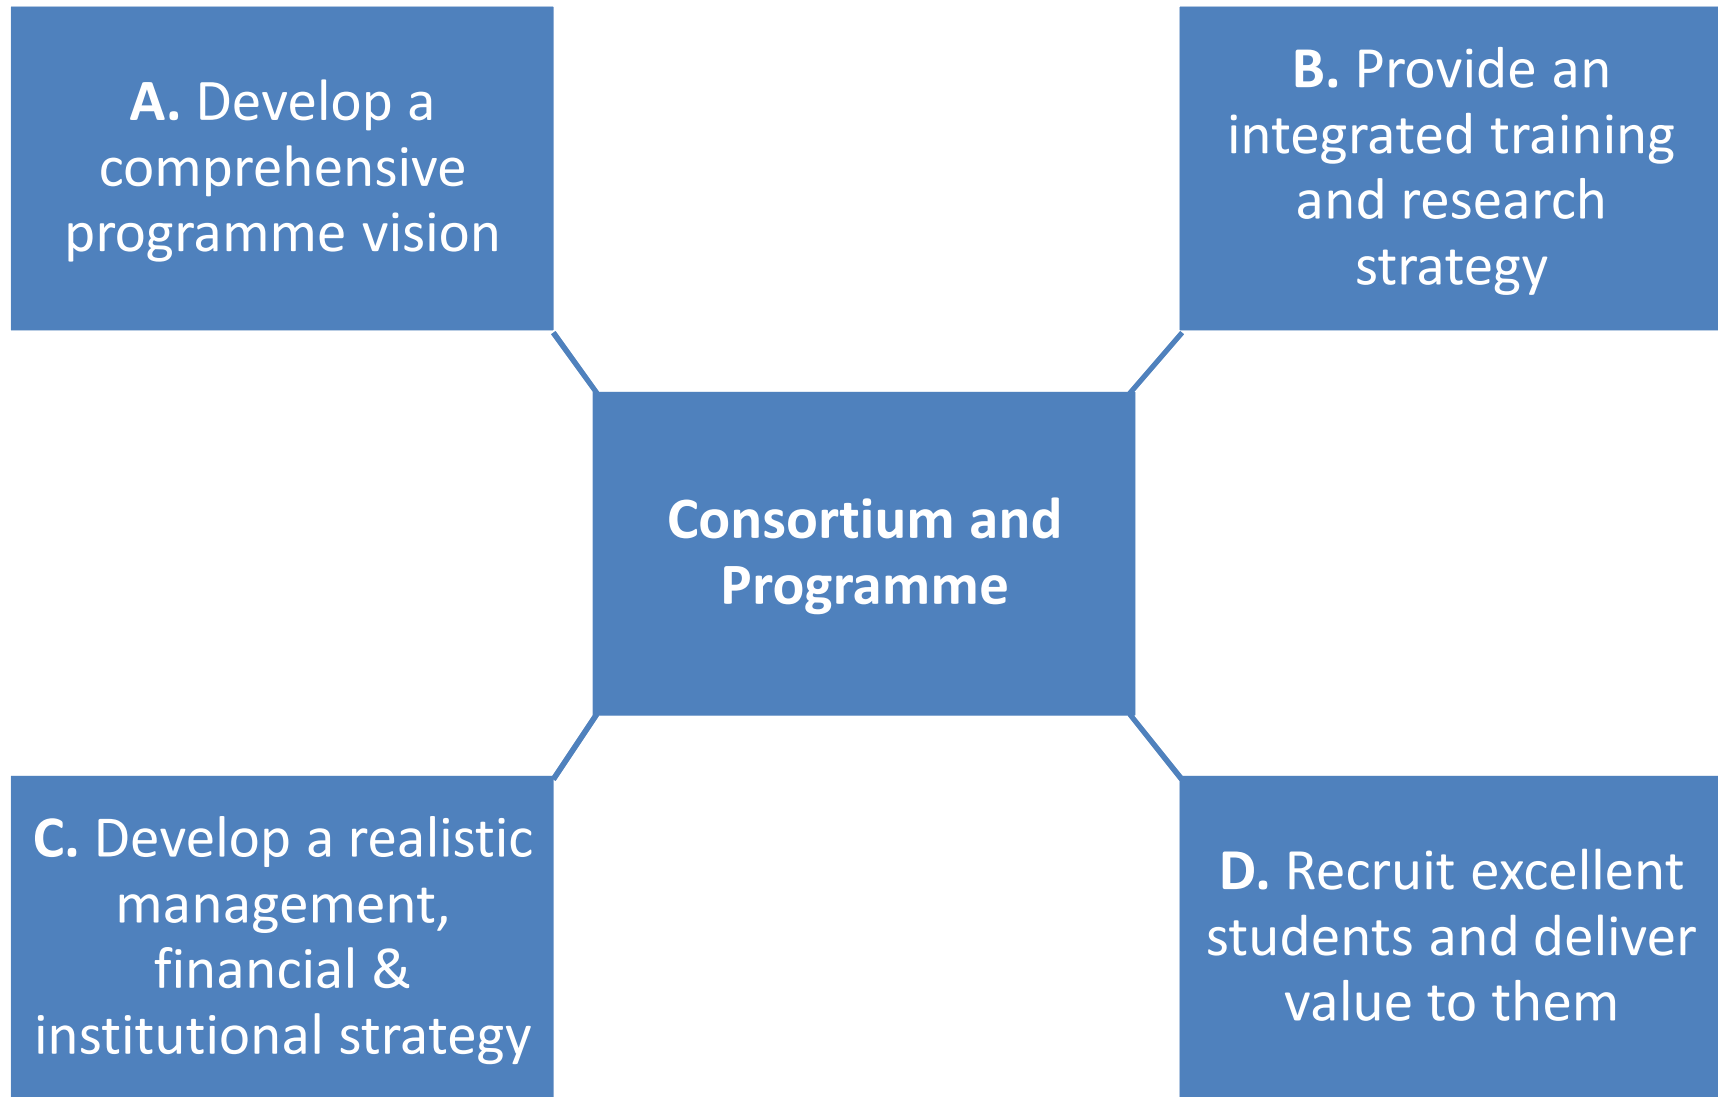 A. Develop a
comprehensive
programme vision
B. Provide an
integrated training
and research
strategy
Consortium and
Programme
C. Develop a realistic
management,
financial &
institutional strategy
D. Recruit excellent
students and deliver
value to them